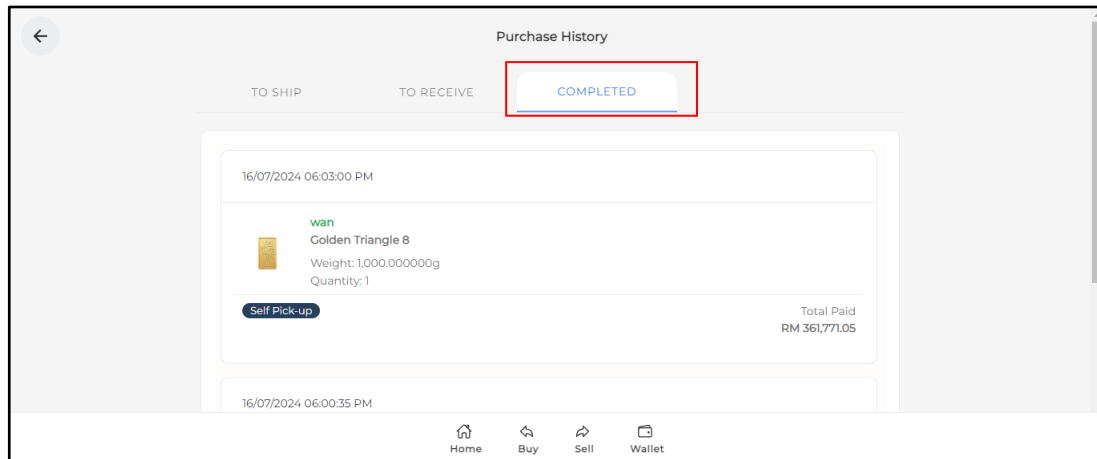 Purchase History
TO SHIP
TO RECEIVE
COMPLETED
16/07/2024 06:03:00 PM
wan
Golden Triangle 8
Weight: 1,000.000000g
Quantity: 1
Self Pick-up
Total Paid
RM 361,771.05
16/07/2024 06:00:35 PM
Home
Buy
Sell
Wallet